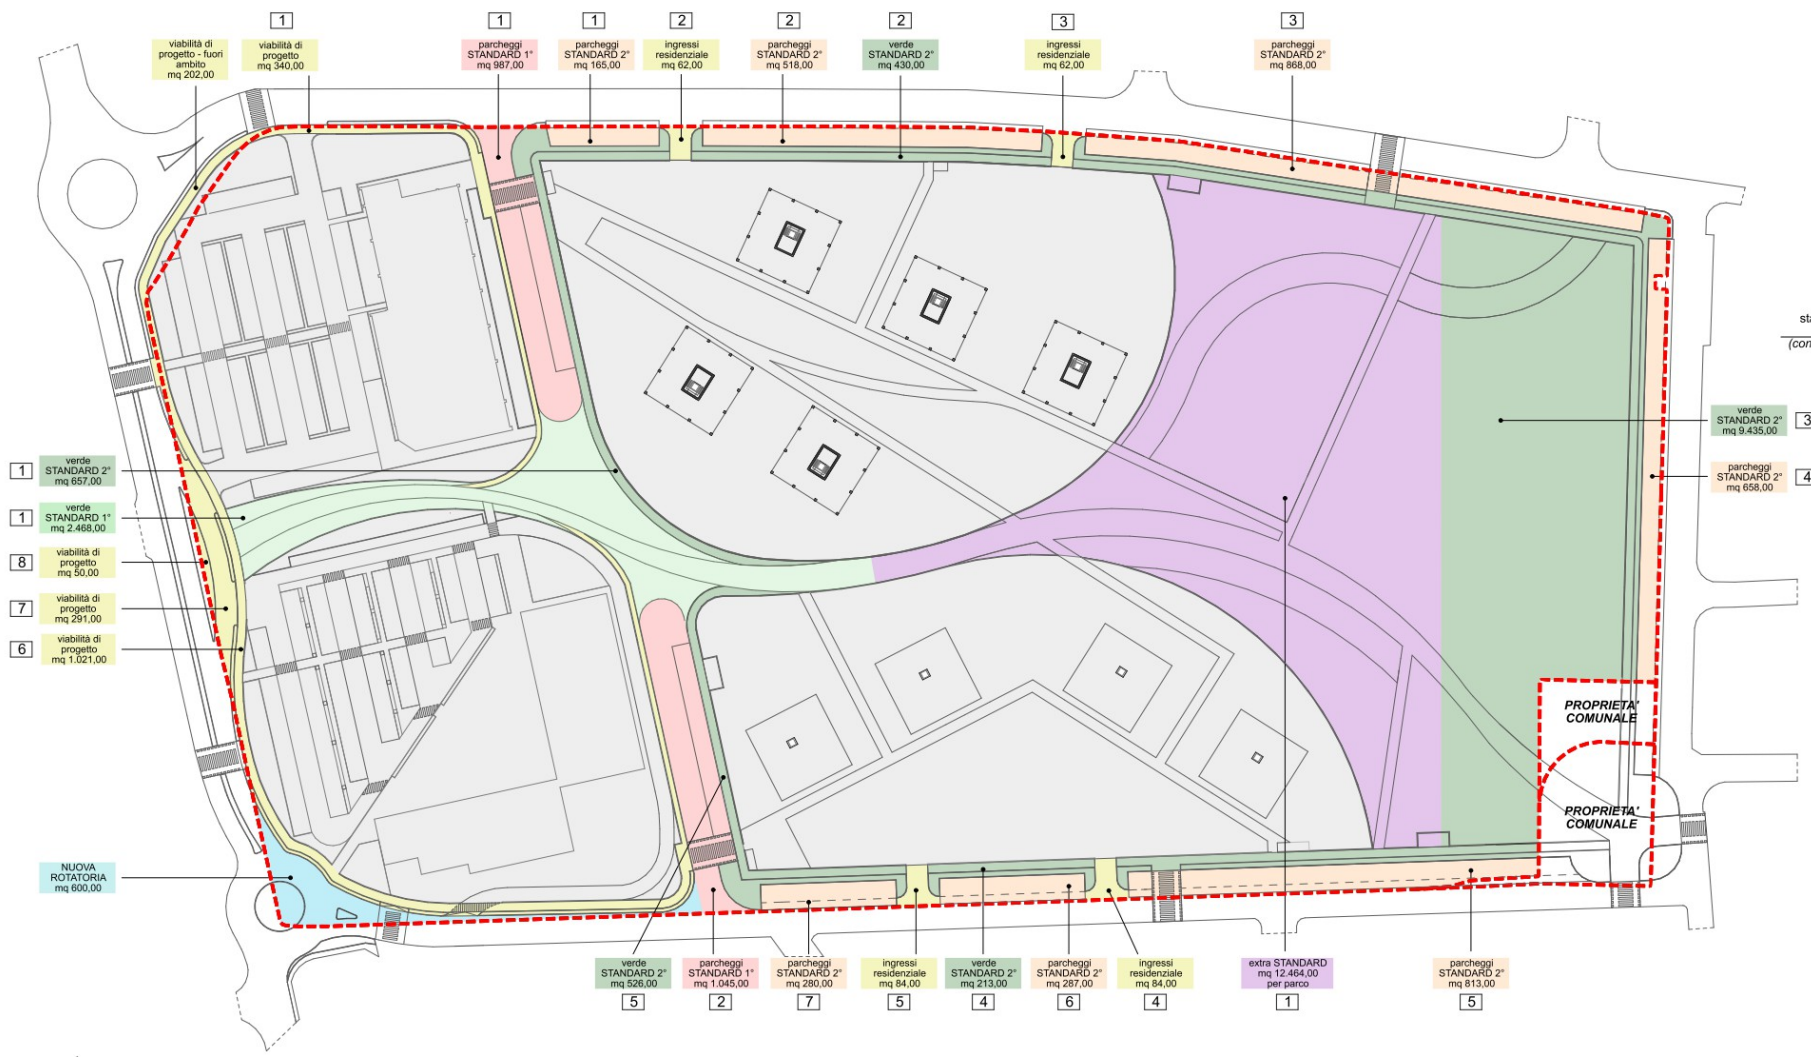 1
1
1
2
2
2
3
3
viabilità di
progetto - fuori
ambito
mq 202,00
viabilità di
progetto
mq 340,00
parcheggi
STANDARD 1°
mq 987,00
parcheggi
STANDARD 2°
mq 165,00
ingressi
residenziale
mq 62,00
parcheggi
STANDARD 2°
mq 518,00
verde
STANDARD 2°
mq 430,00
ingressi
residenziale
mq 62,00
parcheggi
STANDARD 2°
mq 868,00
sta
(con
verde
STANDARD 2°
mq 9.435,00
3
parcheggi
STANDARD 2°
mq 658,00
4
1
verde
STANDARD 2°
mq 657,00
1
verde
STANDARD 1°
mq 2.468,00
8
viabilità di
progetto
mq 50,00
7
viabilità di
progetto
mq 291,00
6
viabilità di
progetto
mq 1.021,00
PROPRIETA'
COMUNALE
PROPRIETA'
COMUNALE
NUOVA
ROTATORIA
mq 600,00
verde
STANDARD 2°
mq 526,00
5
parcheggi
STANDARD 1°
mq 1.045,00
2
parcheggi
STANDARD 2°
mq 280,00
7
ingressi
residenziale
mq 84,00
5
verde
STANDARD 2°
mq 213,00
4
parcheggi
STANDARD 2°
mq 287,00
6
ingressi
residenziale
mq 84,00
4
extra STANDARD
mq 12.464,00
per parco
1
parcheggi
STANDARD 2°
mq 813,00
5